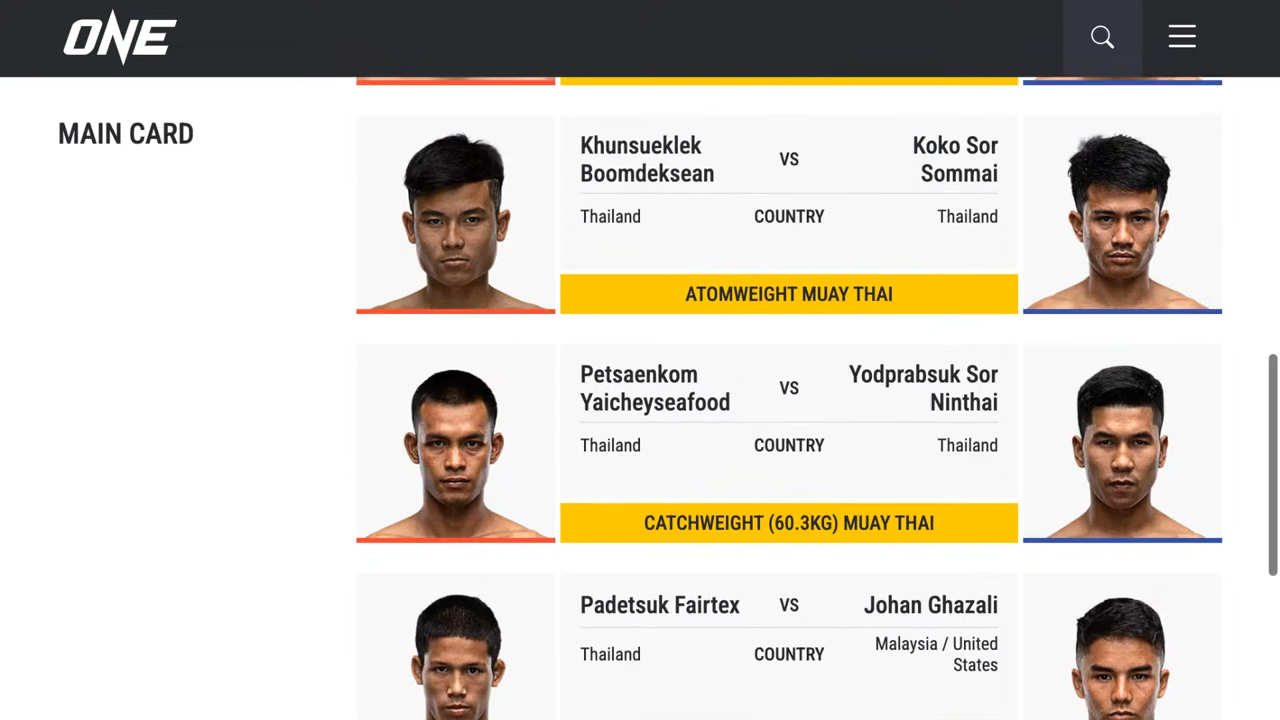 ONE
MAIN CARD
Khunsueklek
Boomdeksean
VS
Koko Sor
Sommai
Thailand
COUNTRY
Thailand
ATOMWEIGHT MUAY THAI
Petsaenkom
Yaicheyseafood
VS
Yodprabsuk Sor
Ninthai
Thailand
COUNTRY
Thailand
CATCHWEIGHT (60.3KG) MUAY THAI
Padetsuk Fairtex
VS
Johan Ghazali
Thailand
COUNTRY
Malaysia / United
States